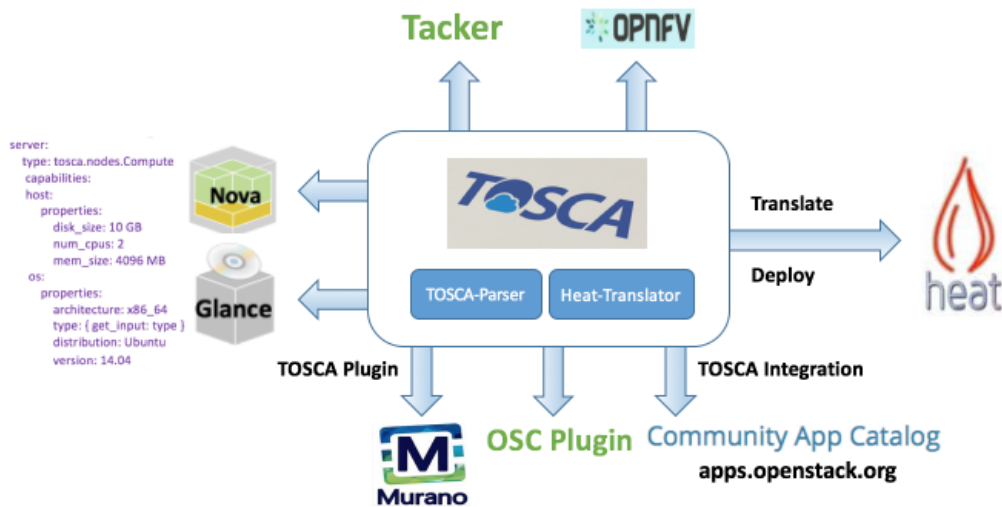 Tacker
OPNFV
server:
type: tosca.nodes.Compute
capabilities:
host:
properties:
disk_size: 10 GB
num_cpus: 2
mem_size: 4096 MB
os:
properties:
architecture: x86_64
type: { get_input: type }
distribution: Ubuntu
version: 14.04
Nova
Glance
TOSCA
TOSCA-Parser
Heat-Translator
Translate
Deploy
heat
TOSCA Plugin
TOSCA Integration
M
Murano
OSC Plugin
Community App Catalog
apps.openstack.org